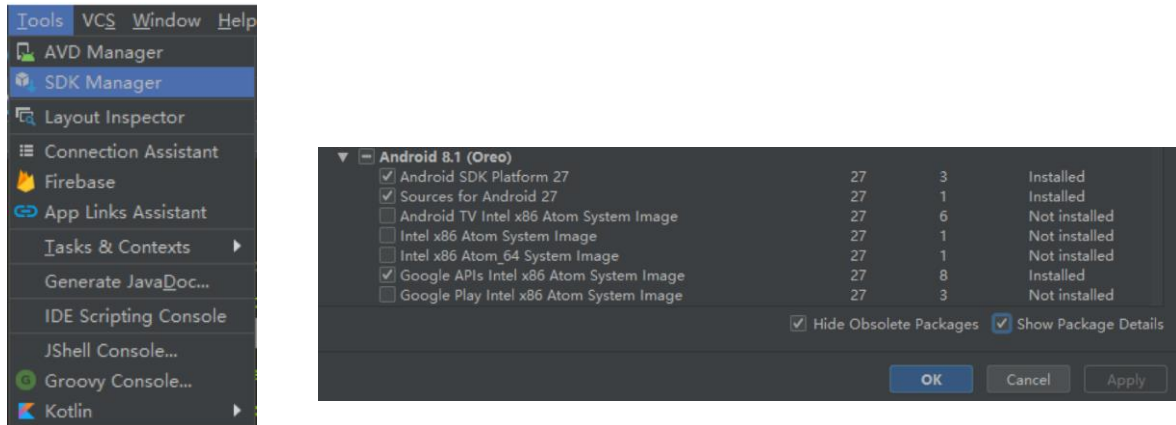 Tools VCS Window Help
AVD Manager
SDK Manager
Layout Inspector
Connection Assistant
Firebase
App Links Assistant
Tasks & Contexts
Generate JavaDoc...
IDE Scripting Console
JShell Console...
G Groovy Console...
Kotlin
Android 8.1 (Oreo)
Android SDK Platform 27 27 3 Installed
Sources for Android 27 27 1 Installed
Android TV Intel x86 Atom System Image 27 6 Not installed
Intel x86 Atom System Image 27 1 Not installed
Intel x86 Atom_64 System Image 27 1 Not installed
Google APIs Intel x86 Atom System Image 27 8 Installed
Google Play Intel x86 Atom System Image 27 3 Not installed
Hide Obsolete Packages Show Package Details
OK Cancel Apply